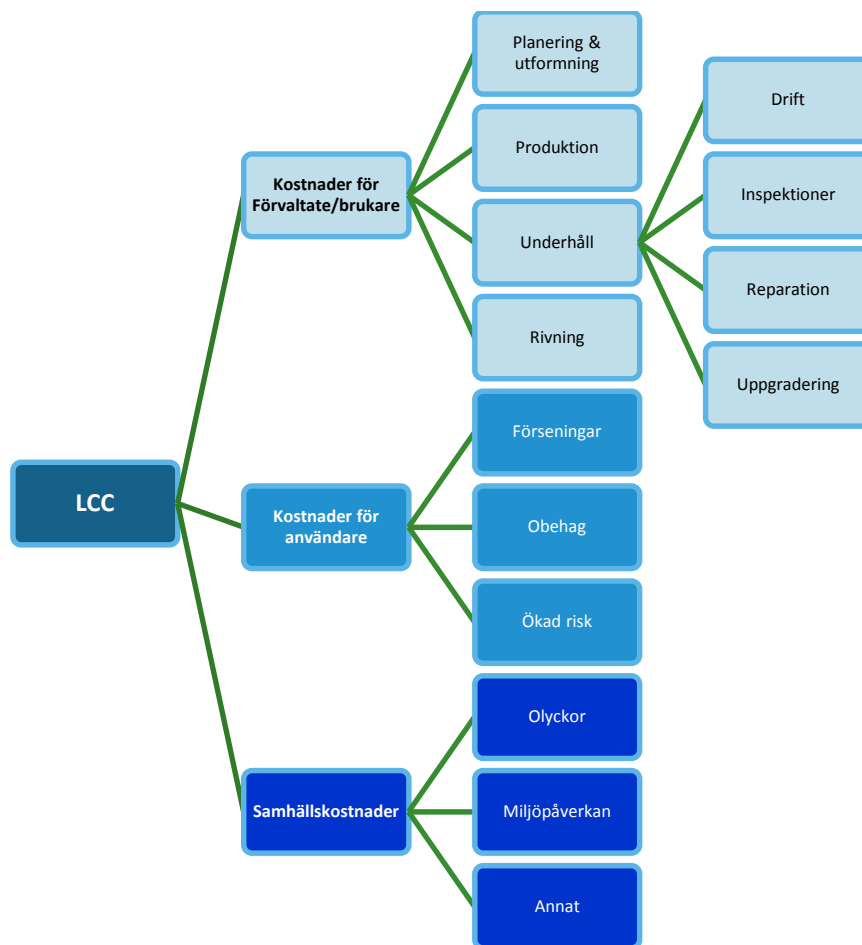 LCC
Kostnader för
Förvaltate/brukare
Planering &
utformning
Produktion
Underhåll
Drift
Inspektioner
Reparation
Uppgradering
Rivning
Kostnader för
användare
Förseningar
Obehag
Ökad risk
Samhällskostnader
Olyckor
Miljöpåverkan
Annat